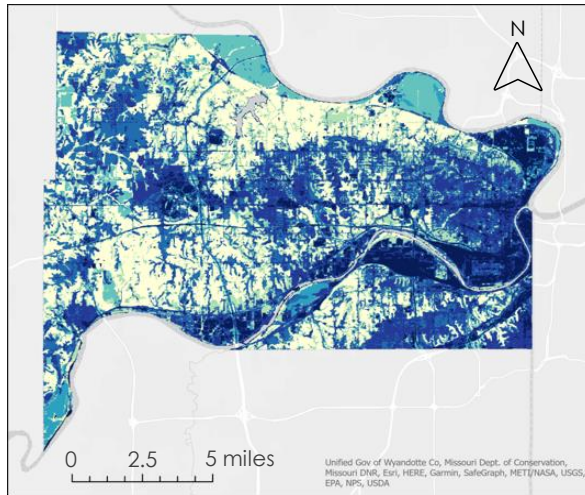 N
0 2.5 5 miles
Unified Gov of Wyandotte Co, Missouri Dept. of Conservation,
Missouri DNR, Esri, HERE, Garmin, SafeGraph, METI/NASA, USGS,
EPA, NPS, USDA